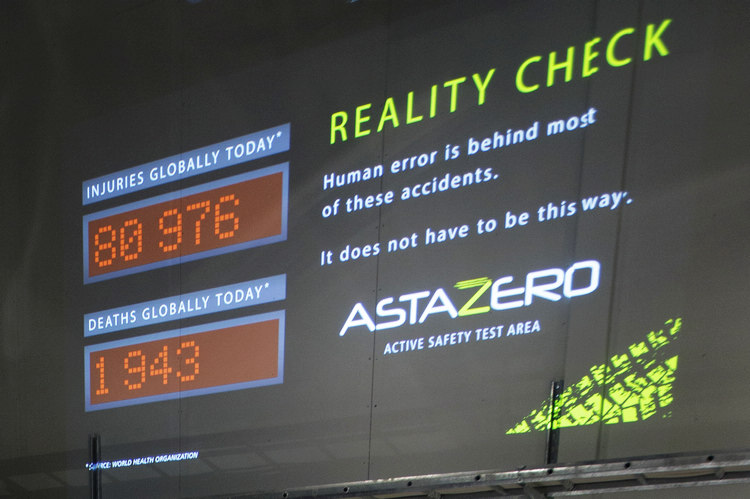 REALITY CHECK
INJURIES GLOBALLY TODAY*
80 976
Human error is behind most
of these accidents.
It does not have to be this way.
DEATHS GLOBALLY TODAY*
1 943
ASTAZERO
ACTIVE SAFETY TEST AREA
*SOURCE: WORLD HEALTH ORGANIZATION